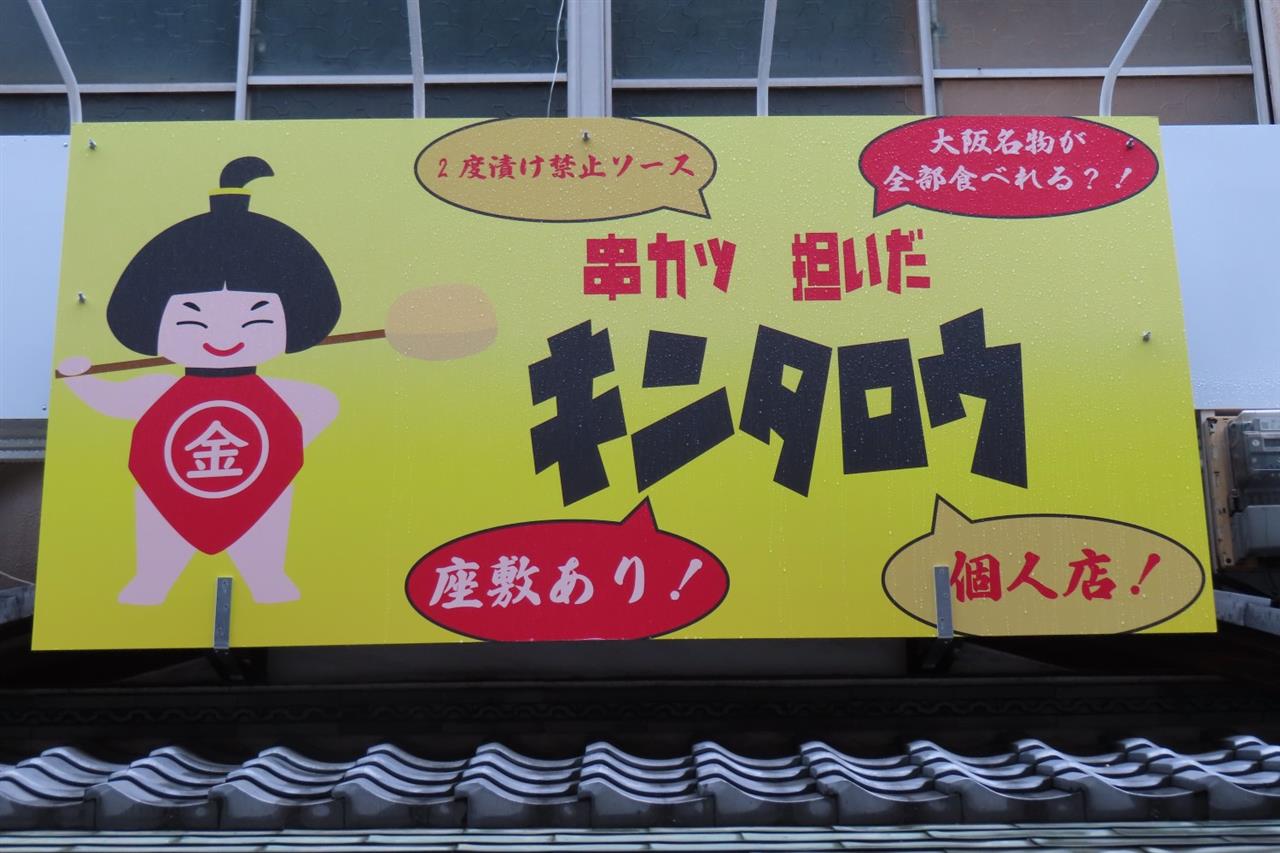 2度漬け禁止ソース
大阪名物が
全部食べれる?!
串カツ 担いだ
キンタロウ
金
座敷あり!
個人店!